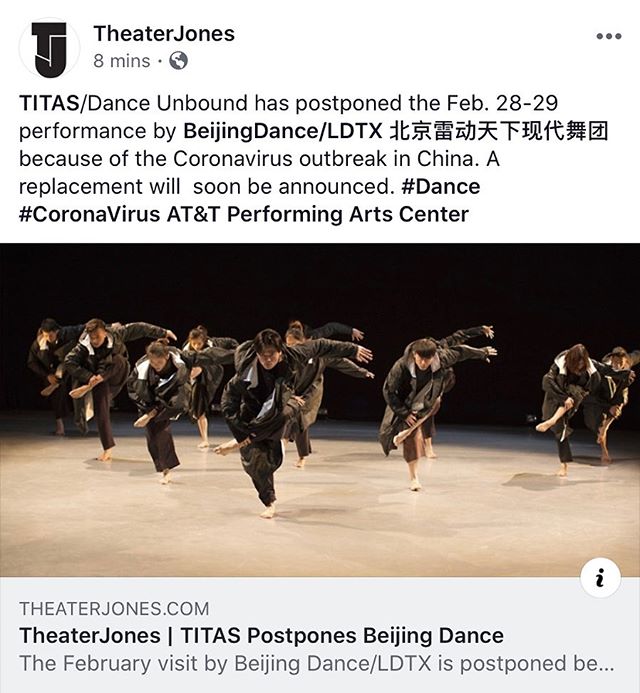 TJ
TheaterJones
8 mins ·
TITAS/Dance Unbound has postponed the Feb. 28-29
performance by BeijingDance/LDTX 北京雷动天下现代舞团
because of the Coronavirus outbreak in China. A
replacement will  soon be announced. #Dance
#CoronaVirus AT&T Performing Arts Center
i
THEATERJONES.COM
TheaterJones | TITAS Postpones Beijing Dance
The February visit by Beijing Dance/LDTX is postponed be...